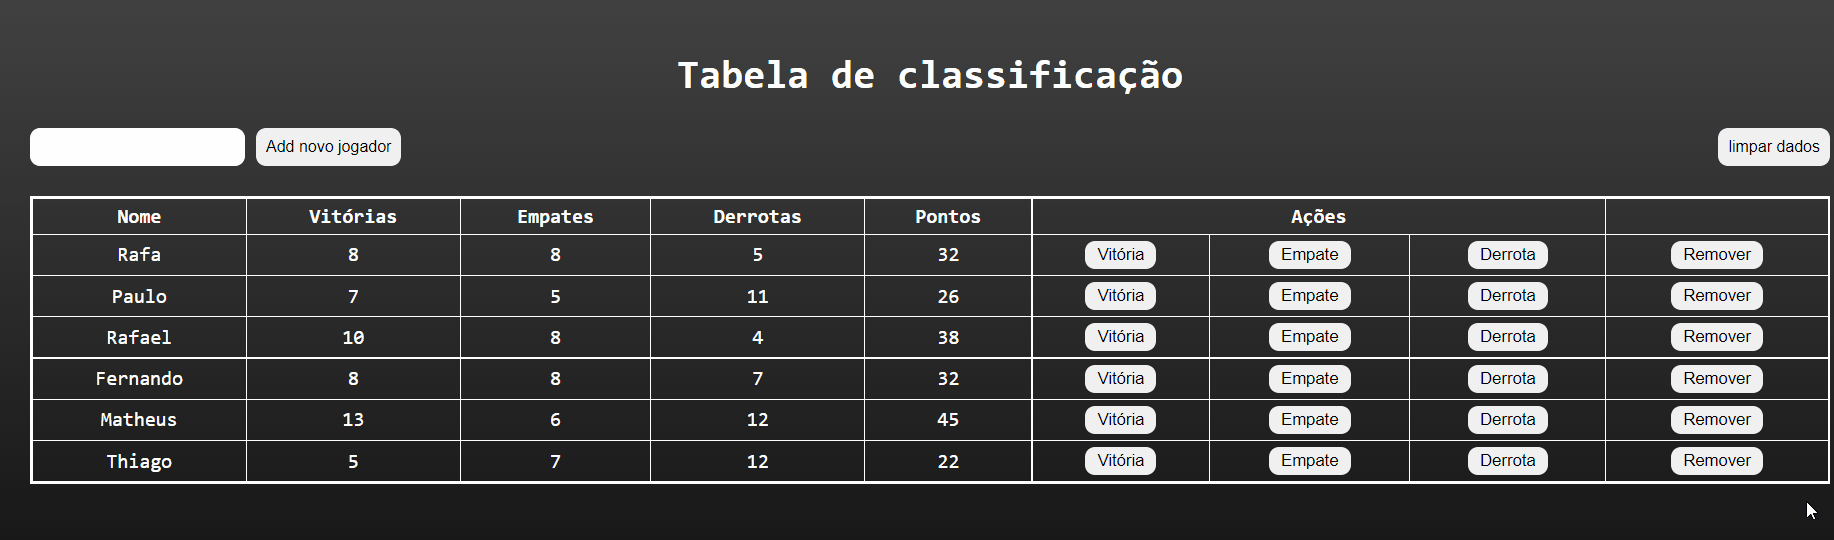 Tabela de classificação
Add novo jogador limpar dados
Nome Vitórias Empates Derrotas Pontos Ações
Rafa 8 8 5 32 Vitória Empate Derrota Remover
Paulo 7 5 11 26 Vitória Empate Derrota Remover
Rafael 10 8 4 38 Vitória Empate Derrota Remover
Fernando 8 8 7 32 Vitória Empate Derrota Remover
Matheus 13 6 12 45 Vitória Empate Derrota Remover
Thiago 5 7 12 22 Vitória Empate Derrota Remover